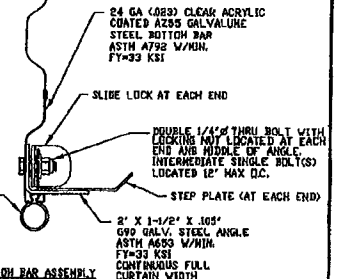 24 GA (.023) CLEAR ACRYLIC
COATED AZ55 GALVALUME
STEEL BOTTOM BAR
ASTM A792 W/MIN.
FY=33 KSI
SLIDE LOCK AT EACH END
DOUBLE 1/4"Ø THRU BOLT WITH
LOCKING NUT LOCATED AT EACH
END AND MIDDLE OF ANGLE.
INTERMEDIATE SINGLE BOLT(S)
LOCATED 12" MAX O.C.
STEP PLATE (AT EACH END)
2" X 1-1/2" X .105"
G90 GALV. STEEL ANGLE
ASTM A653 W/MIN.
FY=33 KSI
CONTINUOUS FULL
CURTAIN WIDTH
OM BAR ASSEMBLY